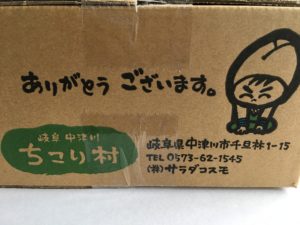 ありがとう ございます。
岐阜 中津川
ちこり村
岐阜県中津川市千旦林1-15
TEL 0573-62-1545
(株)サラダコスモ